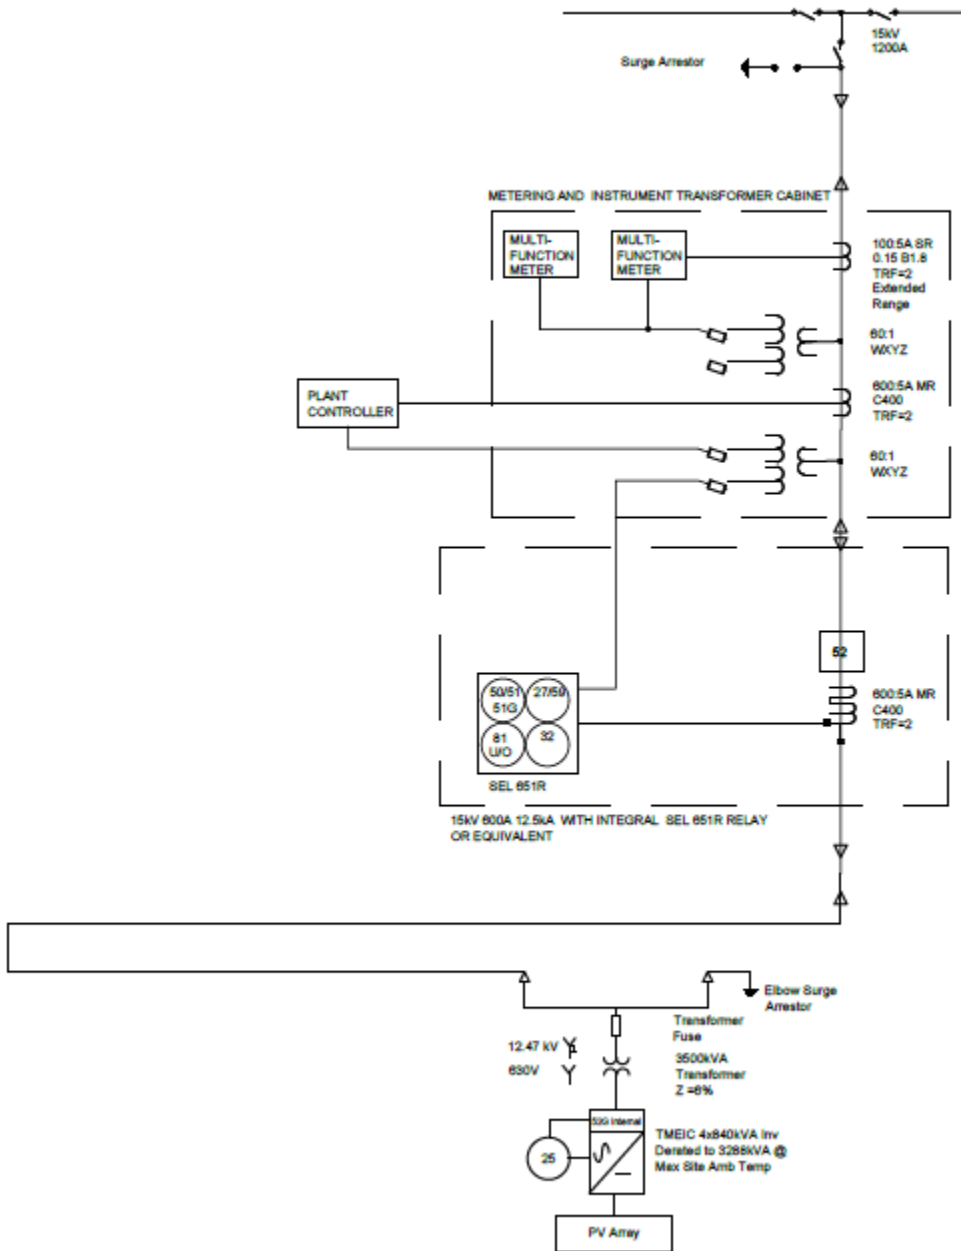 15kV
1200A
Surge Arrestor
METERING AND INSTRUMENT TRANSFORMER CABINET
MULTI-
FUNCTION
METER
MULTI-
FUNCTION
METER
100:5A SR
0.15 B1.8
TRF=2
Extended
Range
60:1
WXYZ
PLANT
CONTROLLER
600:5A MR
C400
TRF=2
60:1
WXYZ
52
50/51
51G
27/59
81
U/O
32
600:5A MR
C400
TRF=2
SEL 651R
15kV 600A 12.5kA WITH INTEGRAL SEL 651R RELAY
OR EQUIVALENT
Elbow Surge
Arrestor
Transformer
Fuse
12.47 kV
630V
3500kVA
Transformer
Z =6%
52G Internal
25
TMEIC 4x840kVA Inv
Derated to 3288kVA @
Max Site Amb Temp
PV Array